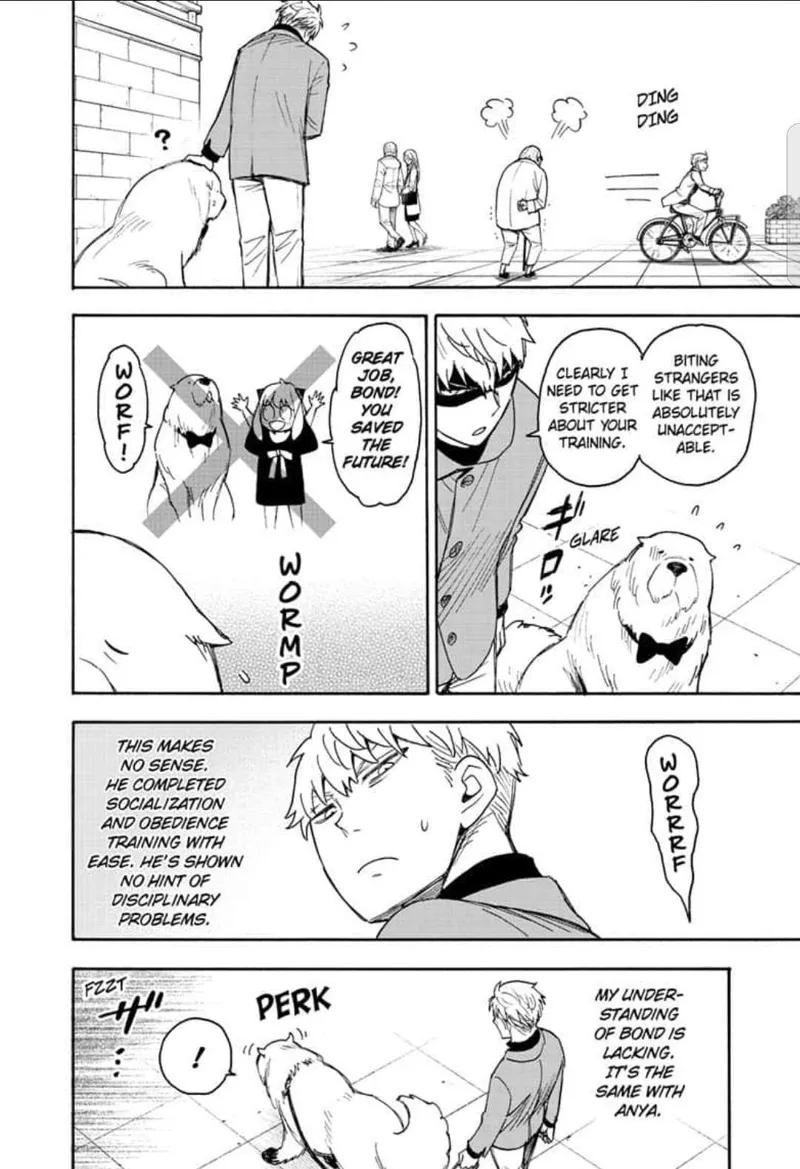 ?
DING
DING
BITING
STRANGERS
LIKE THAT IS
ABSOLUTELY
UNACCEPT-
ABLE.
CLEARLY I
NEED TO GET
STRICTER
ABOUT YOUR
TRAINING.
ギロ!!
GLARE
GREAT
JOB,
BOND! YOU
SAVED
THE
FUTURE!
WORF!
WORMP
WORRRF
THIS MAKES
NO SENSE.
HE COMPLETED
SOCIALIZATION
AND OBEDIENCE
TRAINING WITH
EASE. HE'S SHOWN
NO HINT OF
DISCIPLINARY
PROBLEMS.
MY UNDER-
STANDING
OF BOND IS
LACKING.
IT'S THE
SAME WITH
ANYA.
PERK
!
FZZT
ザ…